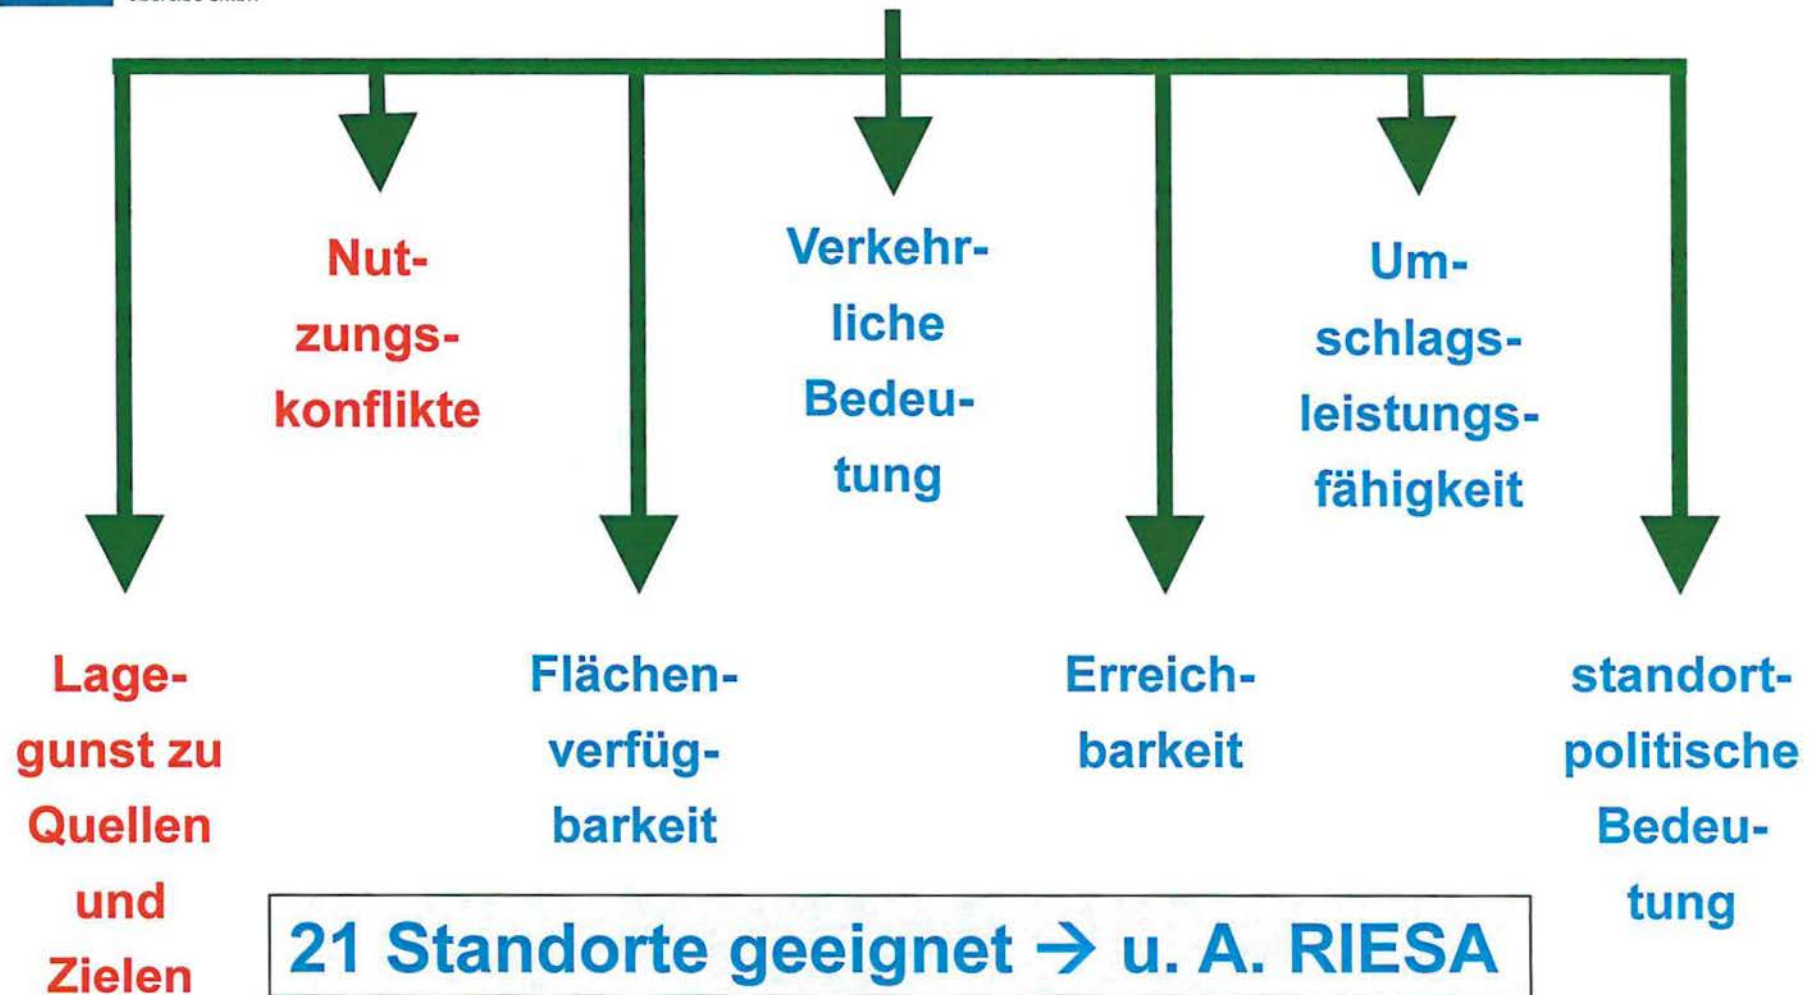 Nut-
zungs-
konflikte
Verkehr-
liche
Bedeu-
tung
Um-
schlags-
leistungs-
fähigkeit
Lage-
gunst zu
Quellen
und
Zielen
Flächen-
verfüg-
barkeit
Erreich-
barkeit
standort-
politische
Bedeu-
tung
21 Standorte geeignet → u. A. RIESA